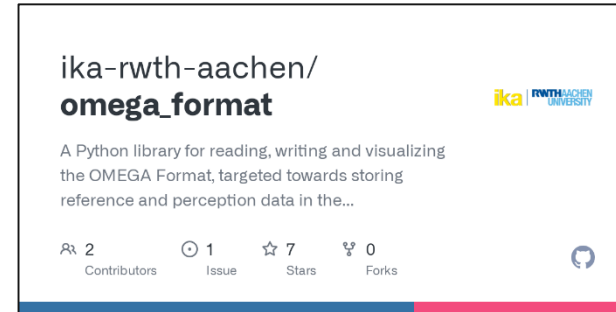 ika-rwth-aachen/
omega_format
ika RWTHAACHEN
UNIVERSITY
A Python library for reading, writing and visualizing
the OMEGA Format, targeted towards storing
reference and perception data in the...
2 1 7 0
Contributors Issue Stars Forks